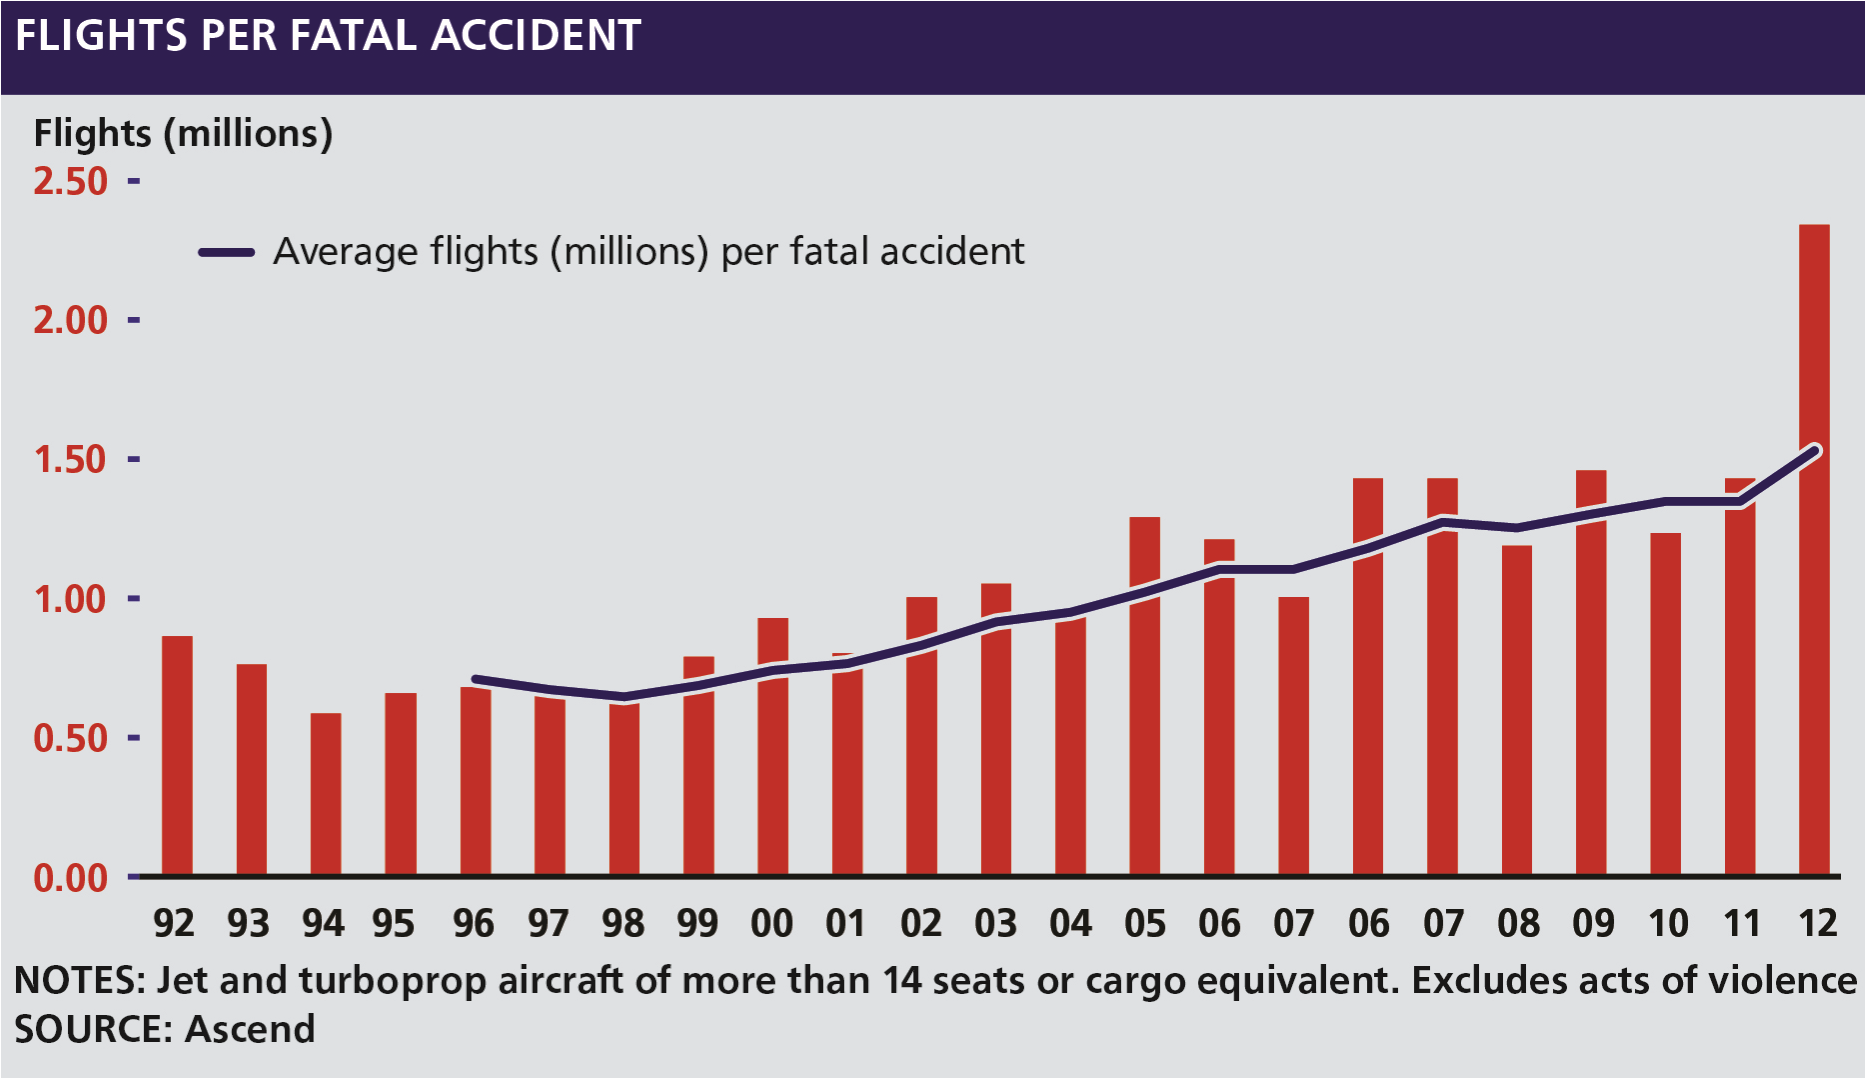 FLIGHTS PER FATAL ACCIDENT
Flights (millions)
2.50
Average flights (millions) per fatal accident
2.00
1.50
1.00
0.50
0.00
92 93 94 95 96 97 98 99 00 01 02 03 04 05 06 07 06 07 08 09 10 11 12
NOTES: Jet and turboprop aircraft of more than 14 seats or cargo equivalent. Excludes acts of violence
SOURCE: Ascend